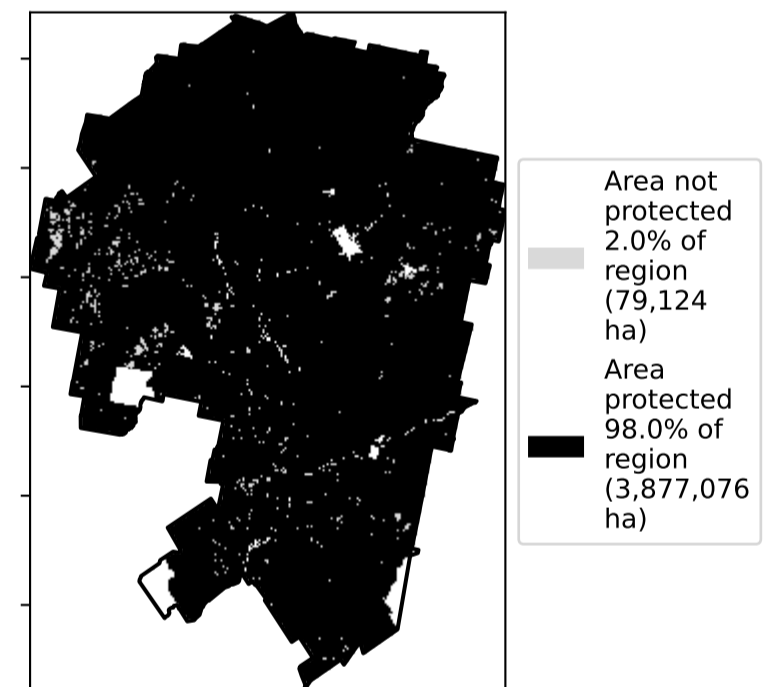 Area not
protected
2.0% of
region
(79,124
ha)
Area
protected
98.0% of
region
(3,877,076
ha)